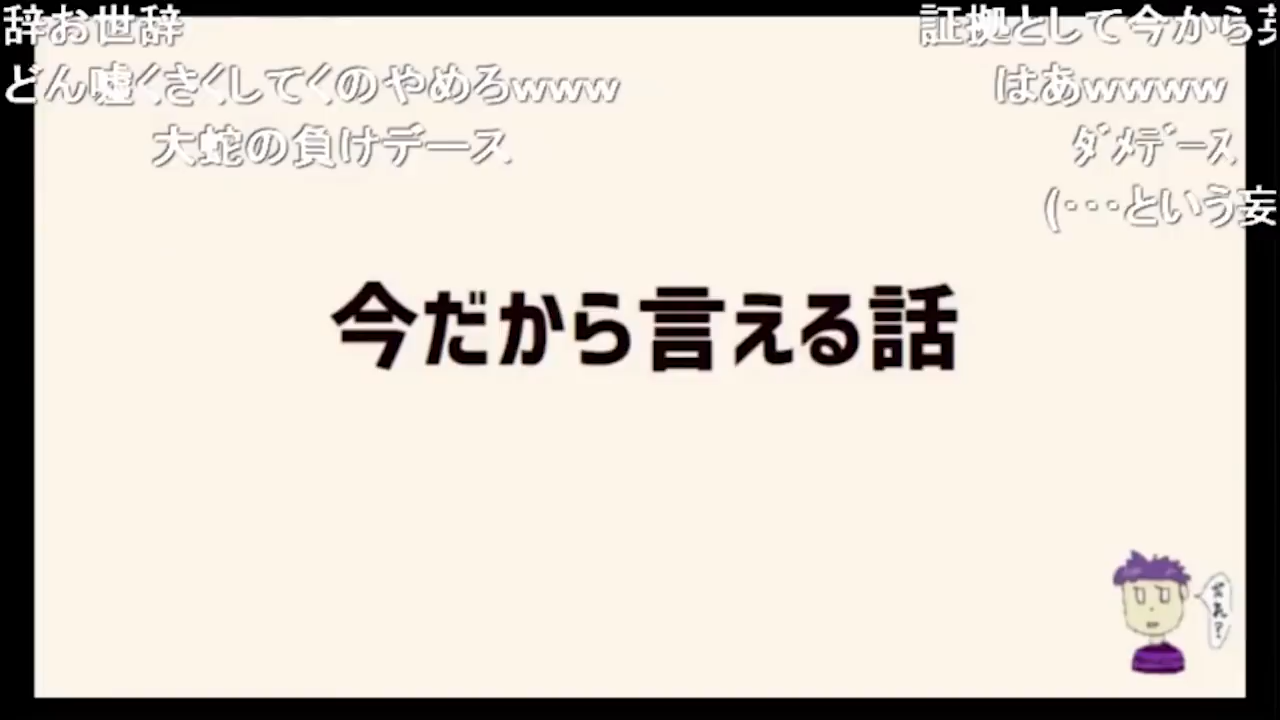 辞お世辞
証拠として今から
どん嘘くさくしてくのやめろwww
はあwwww
大蛇の負けデース
ﾀﾞﾒﾃﾞｰｽ
(･･･という妄
今だから言える話